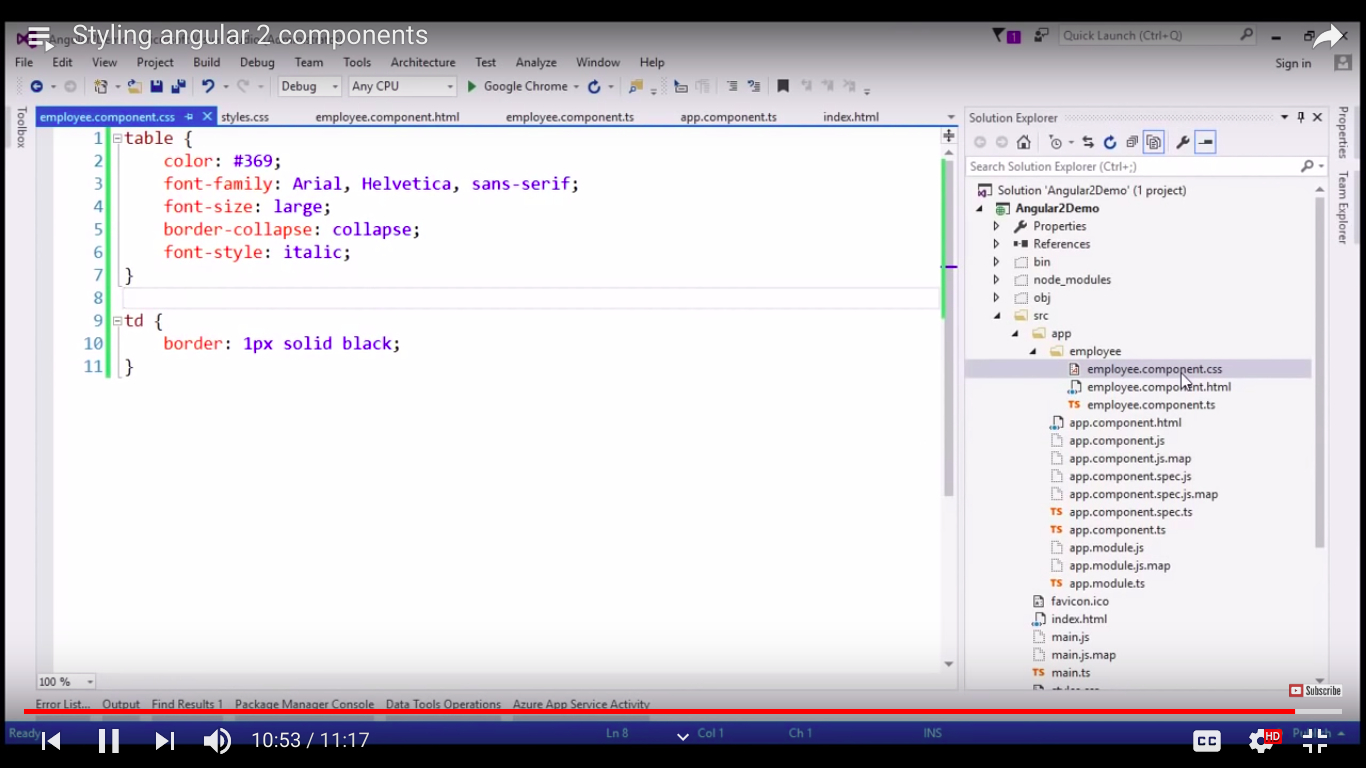 Styling angular 2 components
1
Quick Launch (Ctrl+Q)
File Edit View Project Build Debug Team Tools Architecture Test Analyze Window Help
Sign in
Debug Any CPU Google Chrome
Toolbox
employee.component.css styles.css employee.component.html employee.component.ts app.component.ts index.html
1 table {
2 color: #369;
3 font-family: Arial, Helvetica, sans-serif;
4 font-size: large;
5 border-collapse: collapse;
6 font-style: italic;
7 }
8
9 td {
10 border: 1px solid black;
11 }
100 %
Solution Explorer
Search Solution Explorer (Ctrl+;)
Solution 'Angular2Demo' (1 project)
Angular2Demo
Properties
References
bin
node_modules
obj
src
app
employee
employee.component.css
employee.component.html
TS employee.component.ts
app.component.html
app.component.js
app.component.js.map
app.component.spec.js
app.component.spec.js.map
TS app.component.spec.ts
TS app.component.ts
app.module.js
app.module.js.map
TS app.module.ts
favicon.ico
index.html
main.js
main.js.map
TS main.ts
Properties
Team Explorer
Subscribe
Error List... Output Find Results 1 Package Manager Console Data Tools Operations Azure App Service Activity
Ready
10:53 / 11:17
Ln 8 Col 1 Ch 1 INS
CC
HD